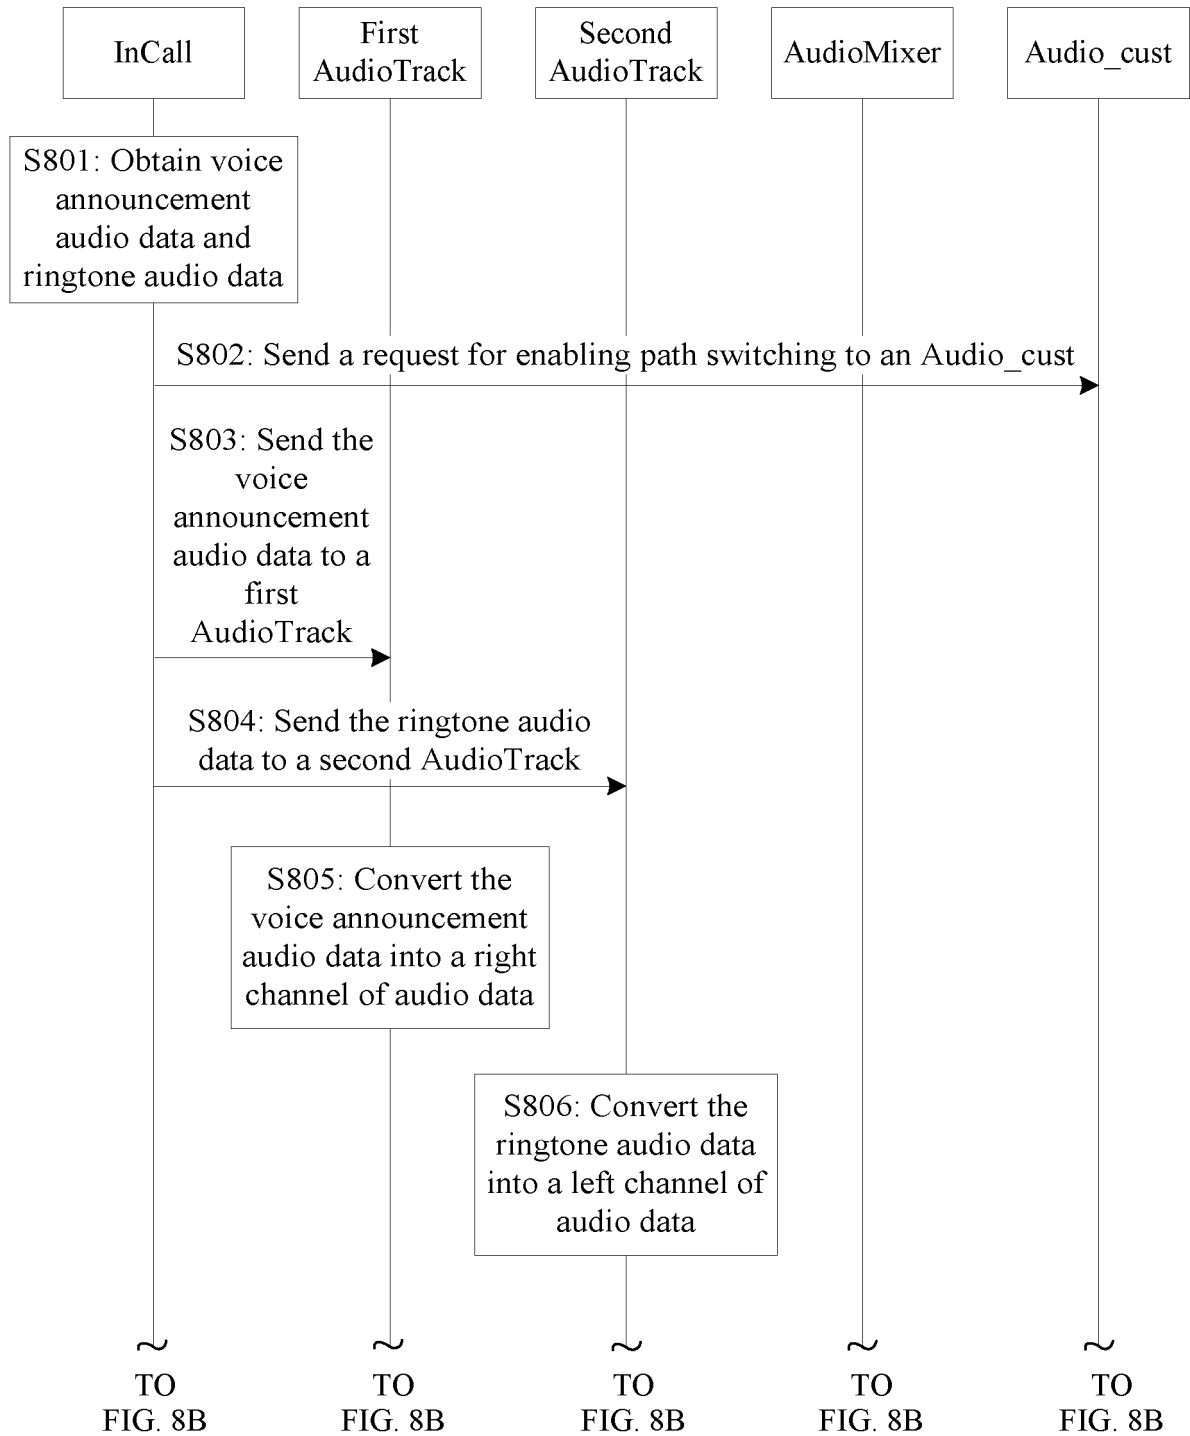 InCall
First
AudioTrack
Second
AudioTrack
AudioMixer
Audio_cust
S801: Obtain voice
announcement
audio data and
ringtone audio data
S802: Send a request for enabling path switching to an Audio_cust
S803: Send the
voice
announcement
audio data to a
first
AudioTrack
S804: Send the ringtone audio
data to a second AudioTrack
S805: Convert the
voice announcement
audio data into a right
channel of audio data
S806: Convert the
ringtone audio data
into a left channel of
audio data
TO
FIG. 8B
TO
FIG. 8B
TO
FIG. 8B
TO
FIG. 8B
TO
FIG. 8B